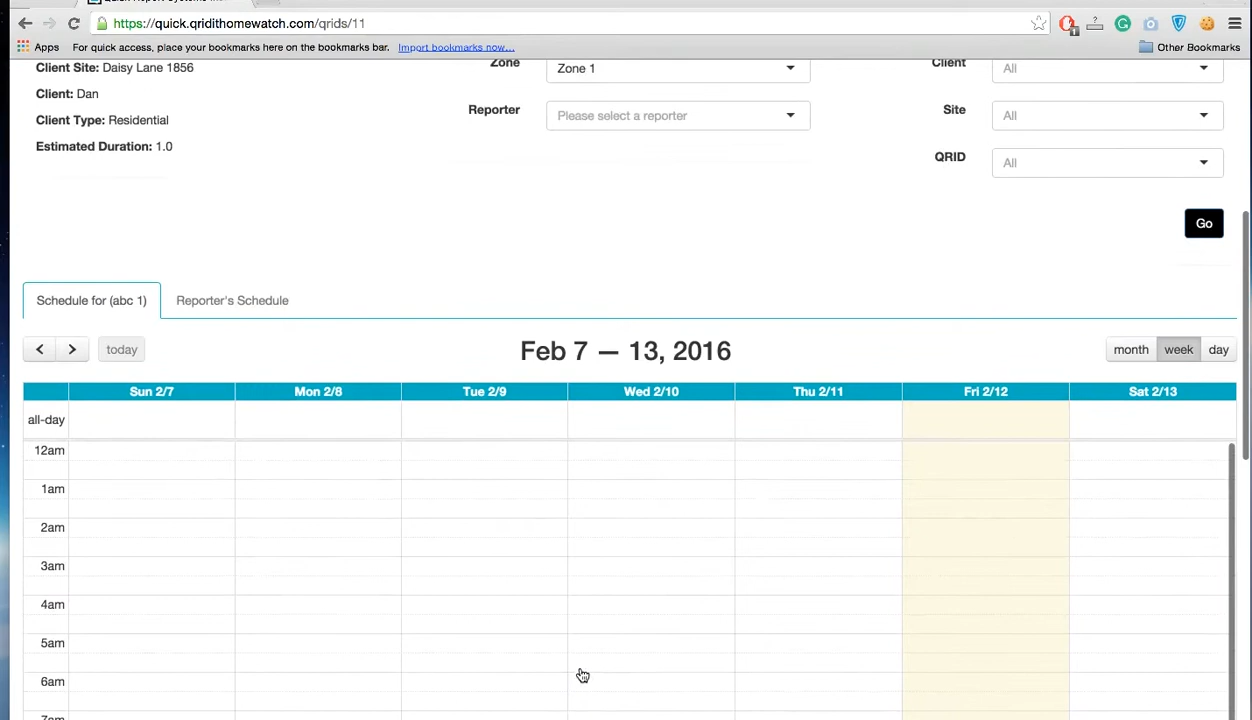 https://quick.qridithomewatch.com/qrids/11
Apps For quick access, place your bookmarks here on the bookmarks bar. Import bookmarks now... Other Bookmarks
Client Site: Daisy Lane 1856
Zone Zone 1
Client All
Client: Dan
Reporter Please select a reporter
Site All
Client Type: Residential
Estimated Duration: 1.0
QRID All
Go
Schedule for (abc 1) Reporter's Schedule
today
Feb 7 — 13, 2016
month week day
Sun 2/7 Mon 2/8 Tue 2/9 Wed 2/10 Thu 2/11 Fri 2/12 Sat 2/13
all-day
12am
1am
2am
3am
4am
5am
6am
7am